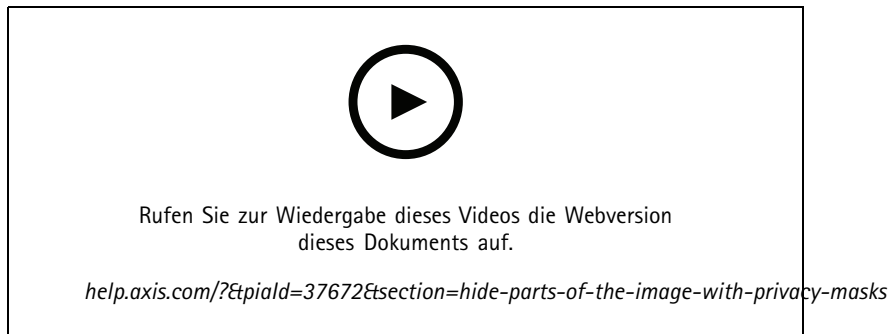 Rufen Sie zur Wiedergabe dieses Videos die Webversion
dieses Dokuments auf.
help.axis.com/?&piaId=37672&section=hide-parts-of-the-image-with-privacy-masks